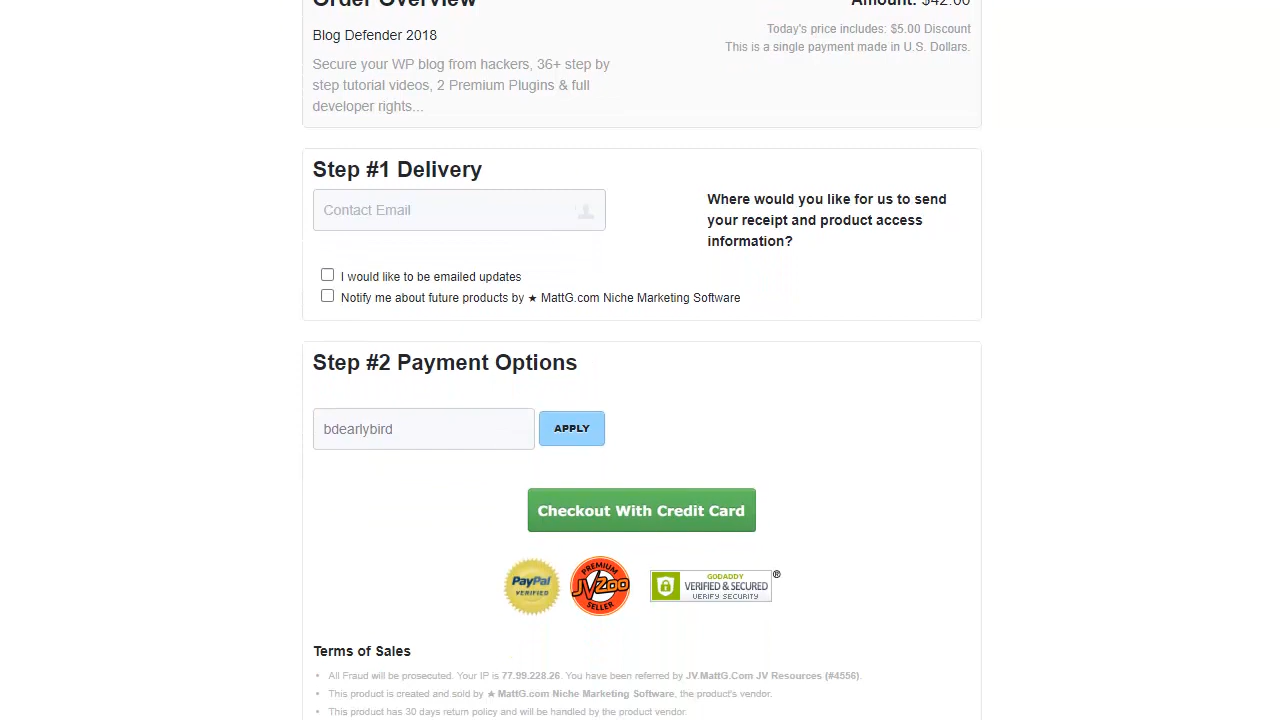 Order Overview
Amount: $42.00
Blog Defender 2018
Today's price includes: $5.00 Discount
This is a single payment made in U.S. Dollars.
Secure your WP blog from hackers, 36+ step by
step tutorial videos, 2 Premium Plugins & full
developer rights...
Step #1 Delivery
Contact Email
Where would you like for us to send
your receipt and product access
information?
I would like to be emailed updates
Notify me about future products by ★ MattG.com Niche Marketing Software
Step #2 Payment Options
bdearlybird
APPLY
Checkout With Credit Card
PayPal
VERIFIED
PREMIUM
JVZoo
SELLER
GODADDY
VERIFIED & SECURED
VERIFY SECURITY
®
Terms of Sales
• All Fraud will be prosecuted. Your IP is 77.99.228.26. You have been referred by JV.MattG.Com JV Resources (#4556).
• This product is created and sold by ★ MattG.com Niche Marketing Software, the product's vendor.
• This product has 30 days return policy and will be handled by the product vendor.